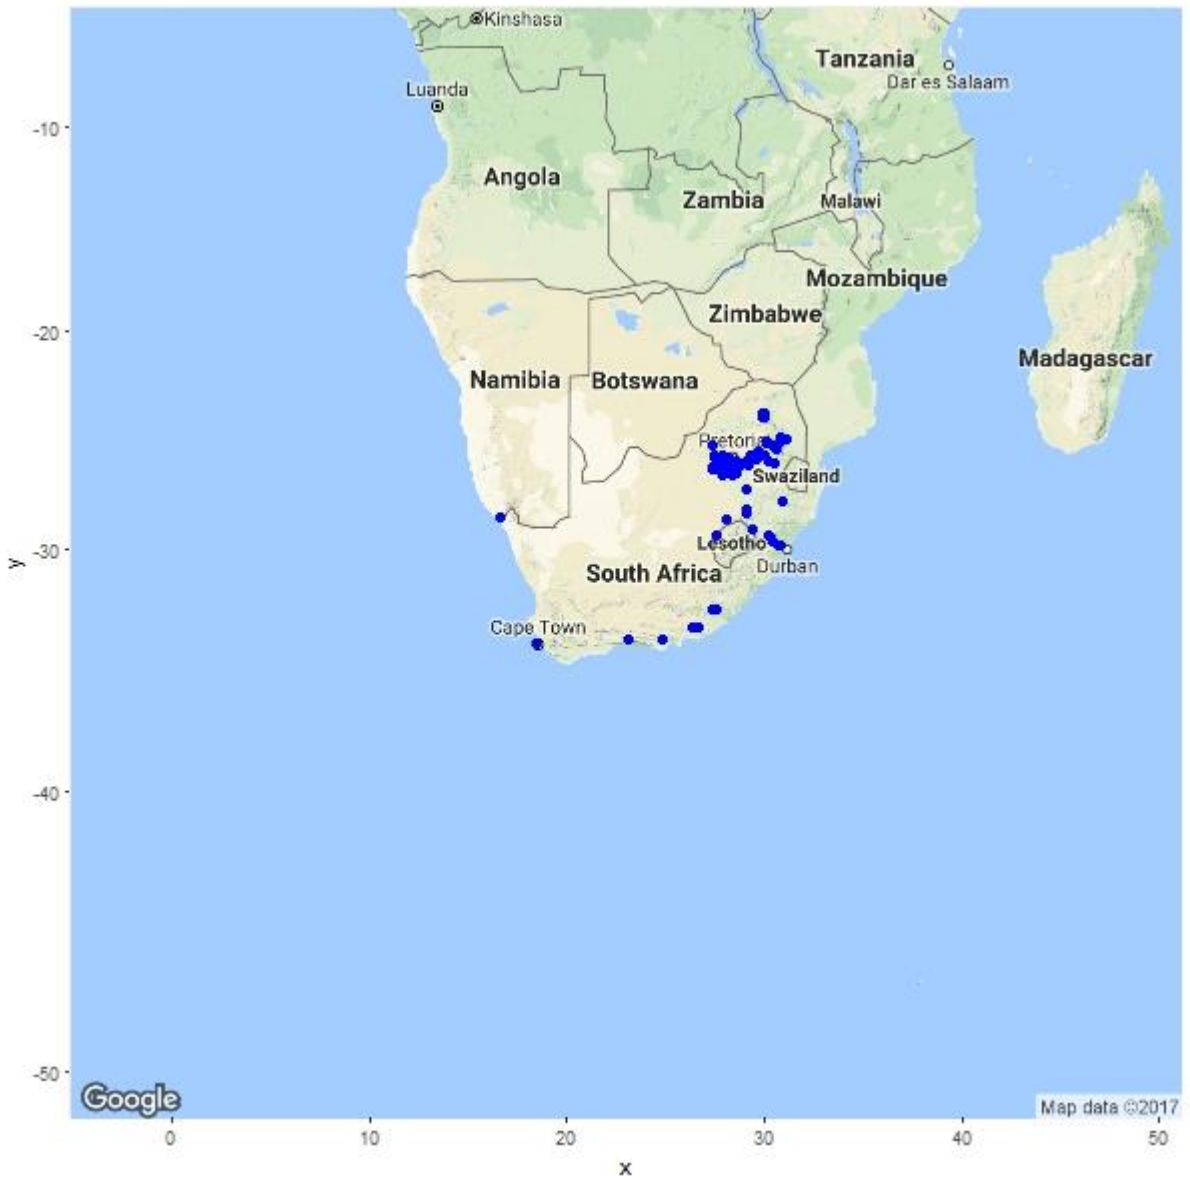 Kinshasa
Tanzania
Dar es Salaam
Luanda
-10
Angola
Zambia
Malawi
Mozambique
Zimbabwe
-20
Madagascar
Namibia
Botswana
Pretoria
Swaziland
-30
Lesotho
y
Durban
South Africa
Cape Town
-40
-50
Google
Map data ©2017
0 10 20 30 40 50
x